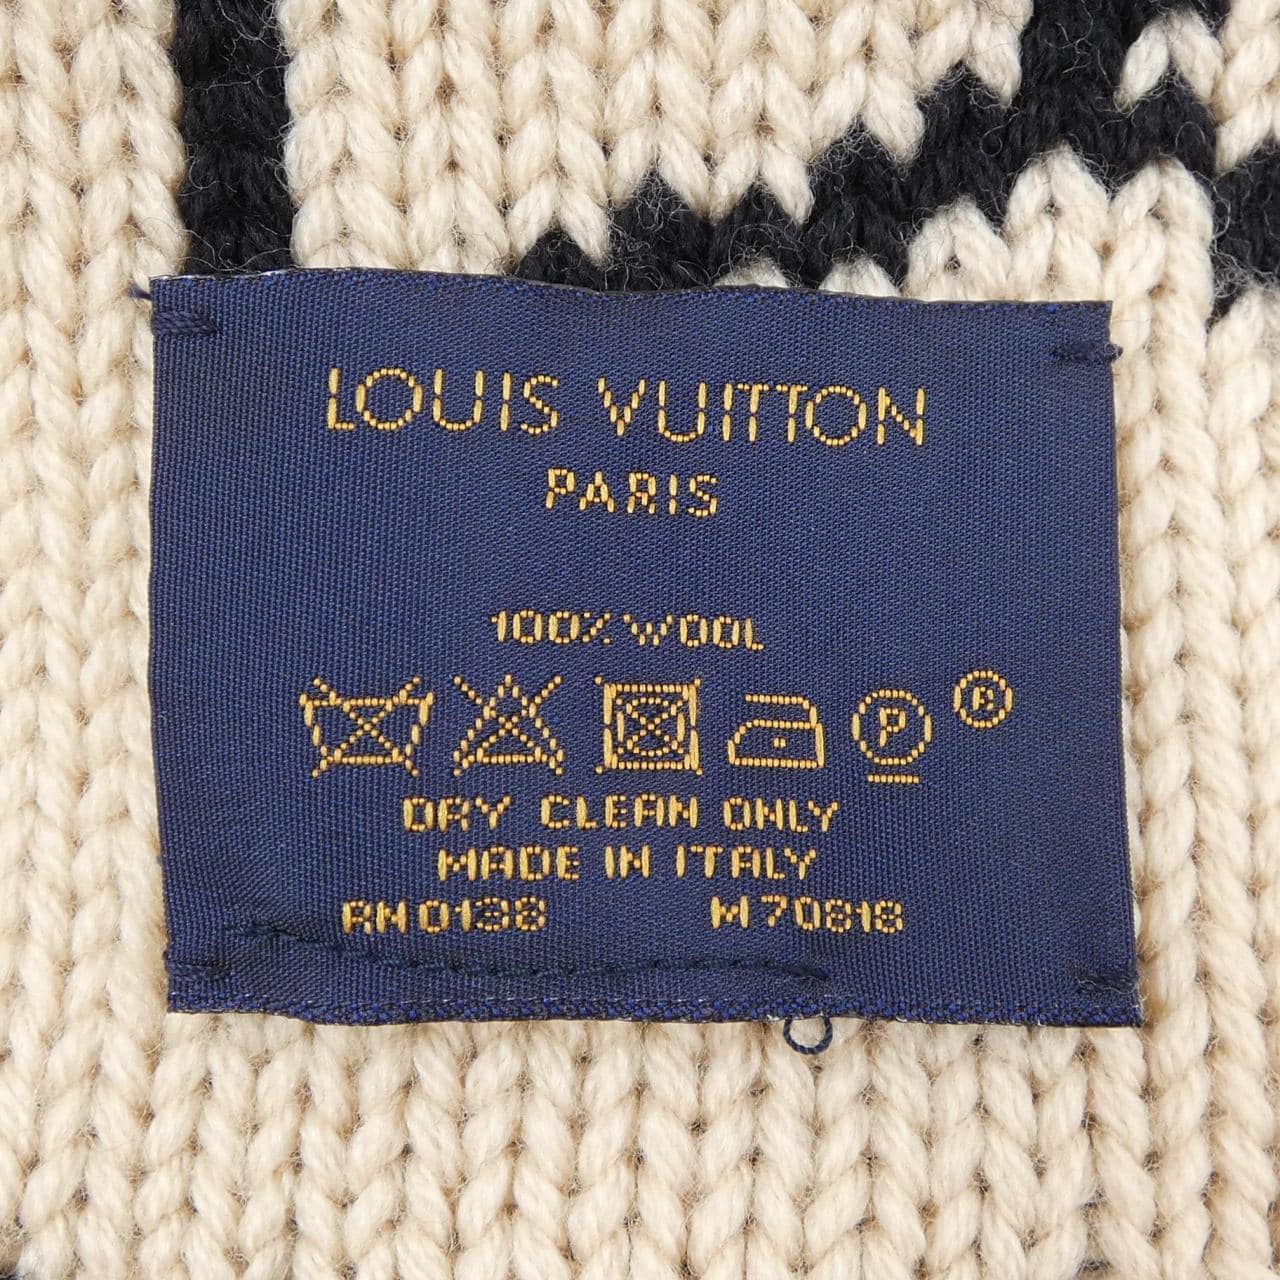 LOUIS VUITTON
PARIS
100% WOOL
P ®
DRY CLEAN ONLY
MADE IN ITALY
RN0138 M70818